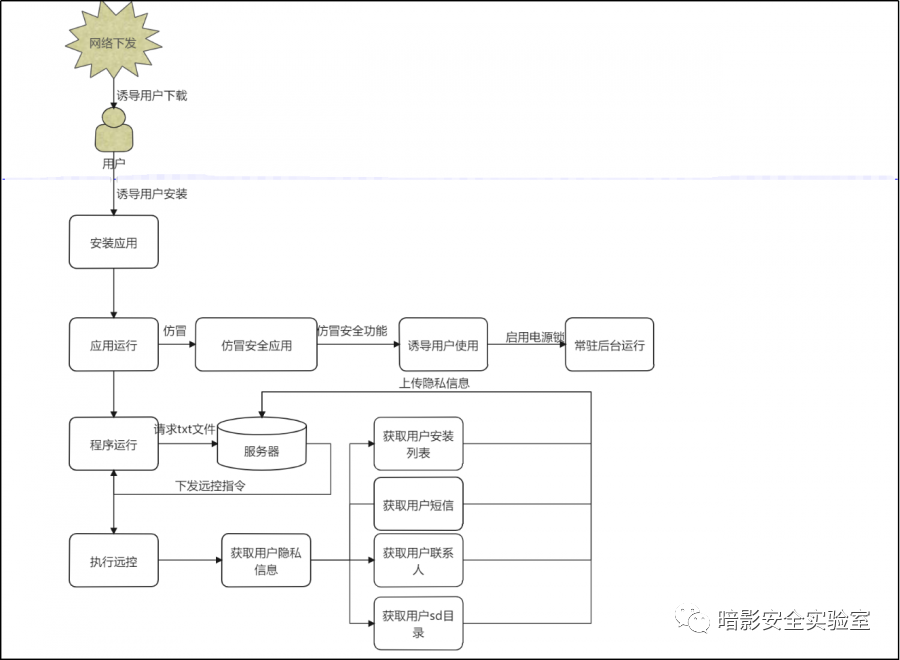 网络下发
诱导用户下载
用户
诱导用户安装
安装应用
应用运行
仿冒
仿冒安全应用
仿冒安全功能
诱导用户使用
启用电源锁
常驻后台运行
上传隐私信息
程序运行
请求txt文件
服务器
获取用户安装
列表
下发远控指令
获取用户短信
执行远控
获取用户隐私
信息
获取用户联系
人
获取用户sd目
录
暗影安全实验室